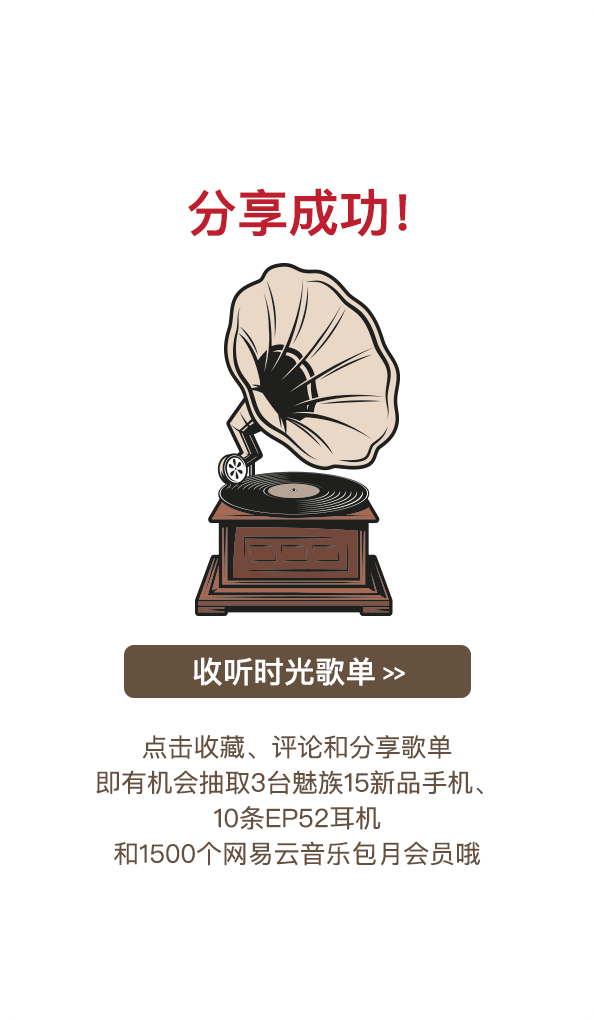 分享成功!
收听时光歌单 >>
点击收藏、评论和分享歌单
即有机会抽取3台魅族15新品手机、
10条EP52耳机
和1500个网易云音乐包月会员哦